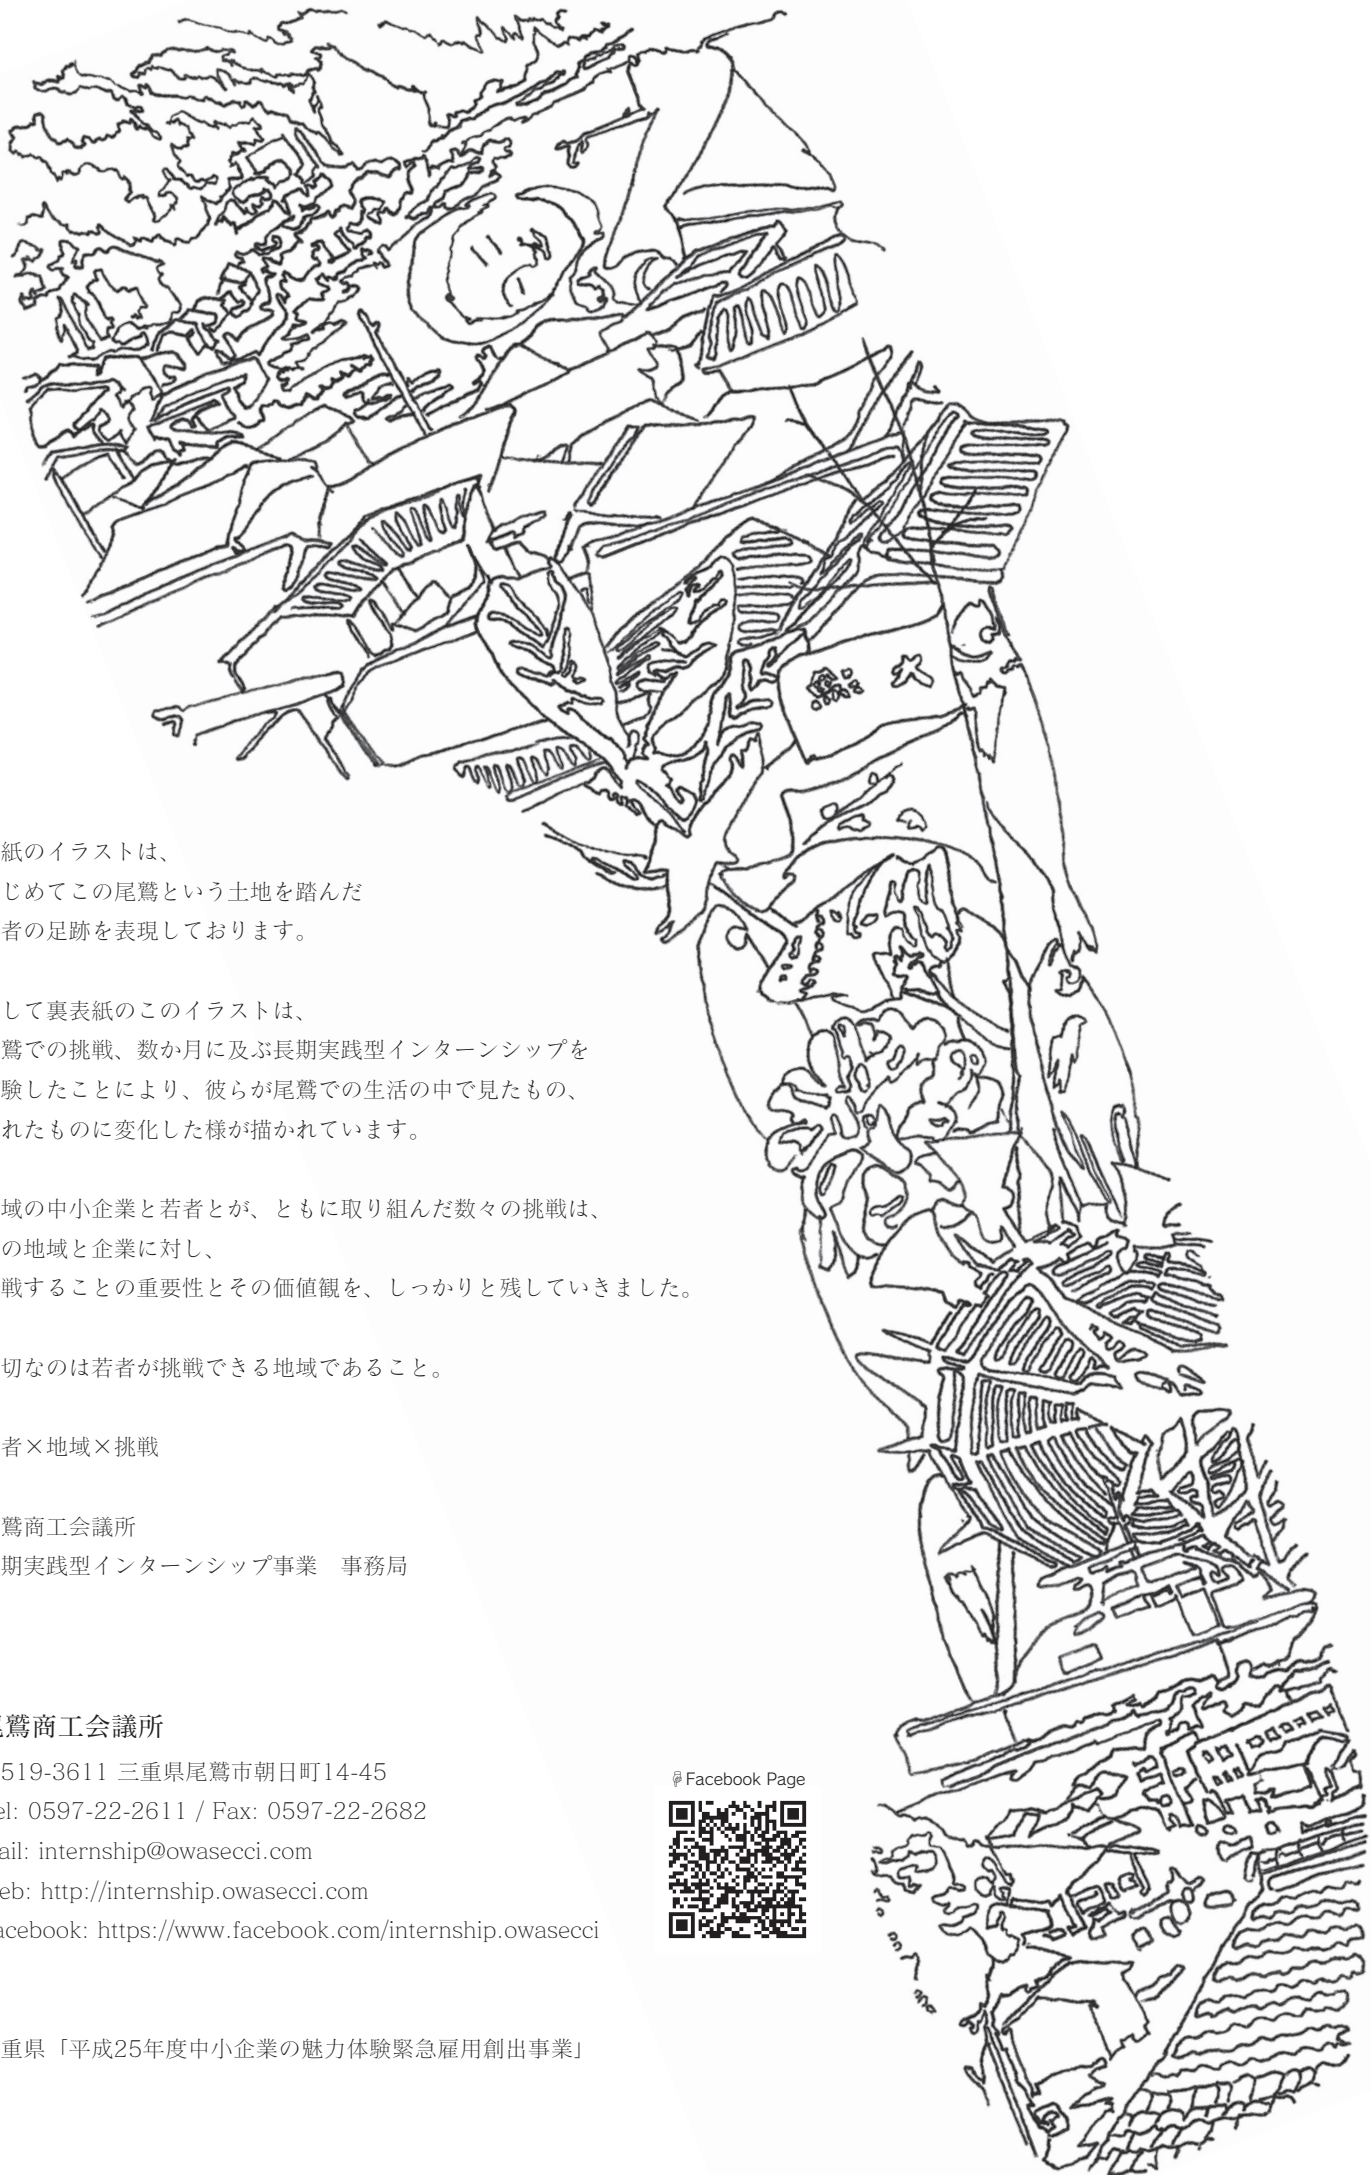 紙のイラストは、
じめてこの尾鷲という土地を踏んだ
者の足跡を表現しております。
して裏表紙のこのイラストは、
鷲での挑戦、数か月に及ぶ長期実践型インターンシップを
験したことにより、彼らが尾鷲での生活の中で見たもの、
れたものに変化した様が描かれています。
域の中小企業と若者とが、ともに取り組んだ数々の挑戦は、
の地域と企業に対し、
戦することの重要性とその価値観を、しっかりと残していきました。
切なのは若者が挑戦できる地域であること。
者×地域×挑戦
鷲商工会議所
期実践型インターンシップ事業　事務局
尾鷲商工会議所
519-3611 三重県尾鷲市朝日町14-45
el: 0597-22-2611 / Fax: 0597-22-2682
ail: internship@owasecci.com
eb: http://internship.owasecci.com
acebook: https://www.facebook.com/internship.owasecci
Facebook Page
重県「平成25年度中小企業の魅力体験緊急雇用創出事業」